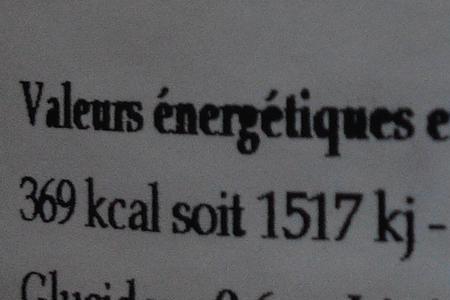 Valeurs énergétiques e
369 kcal soit 1517 kj -